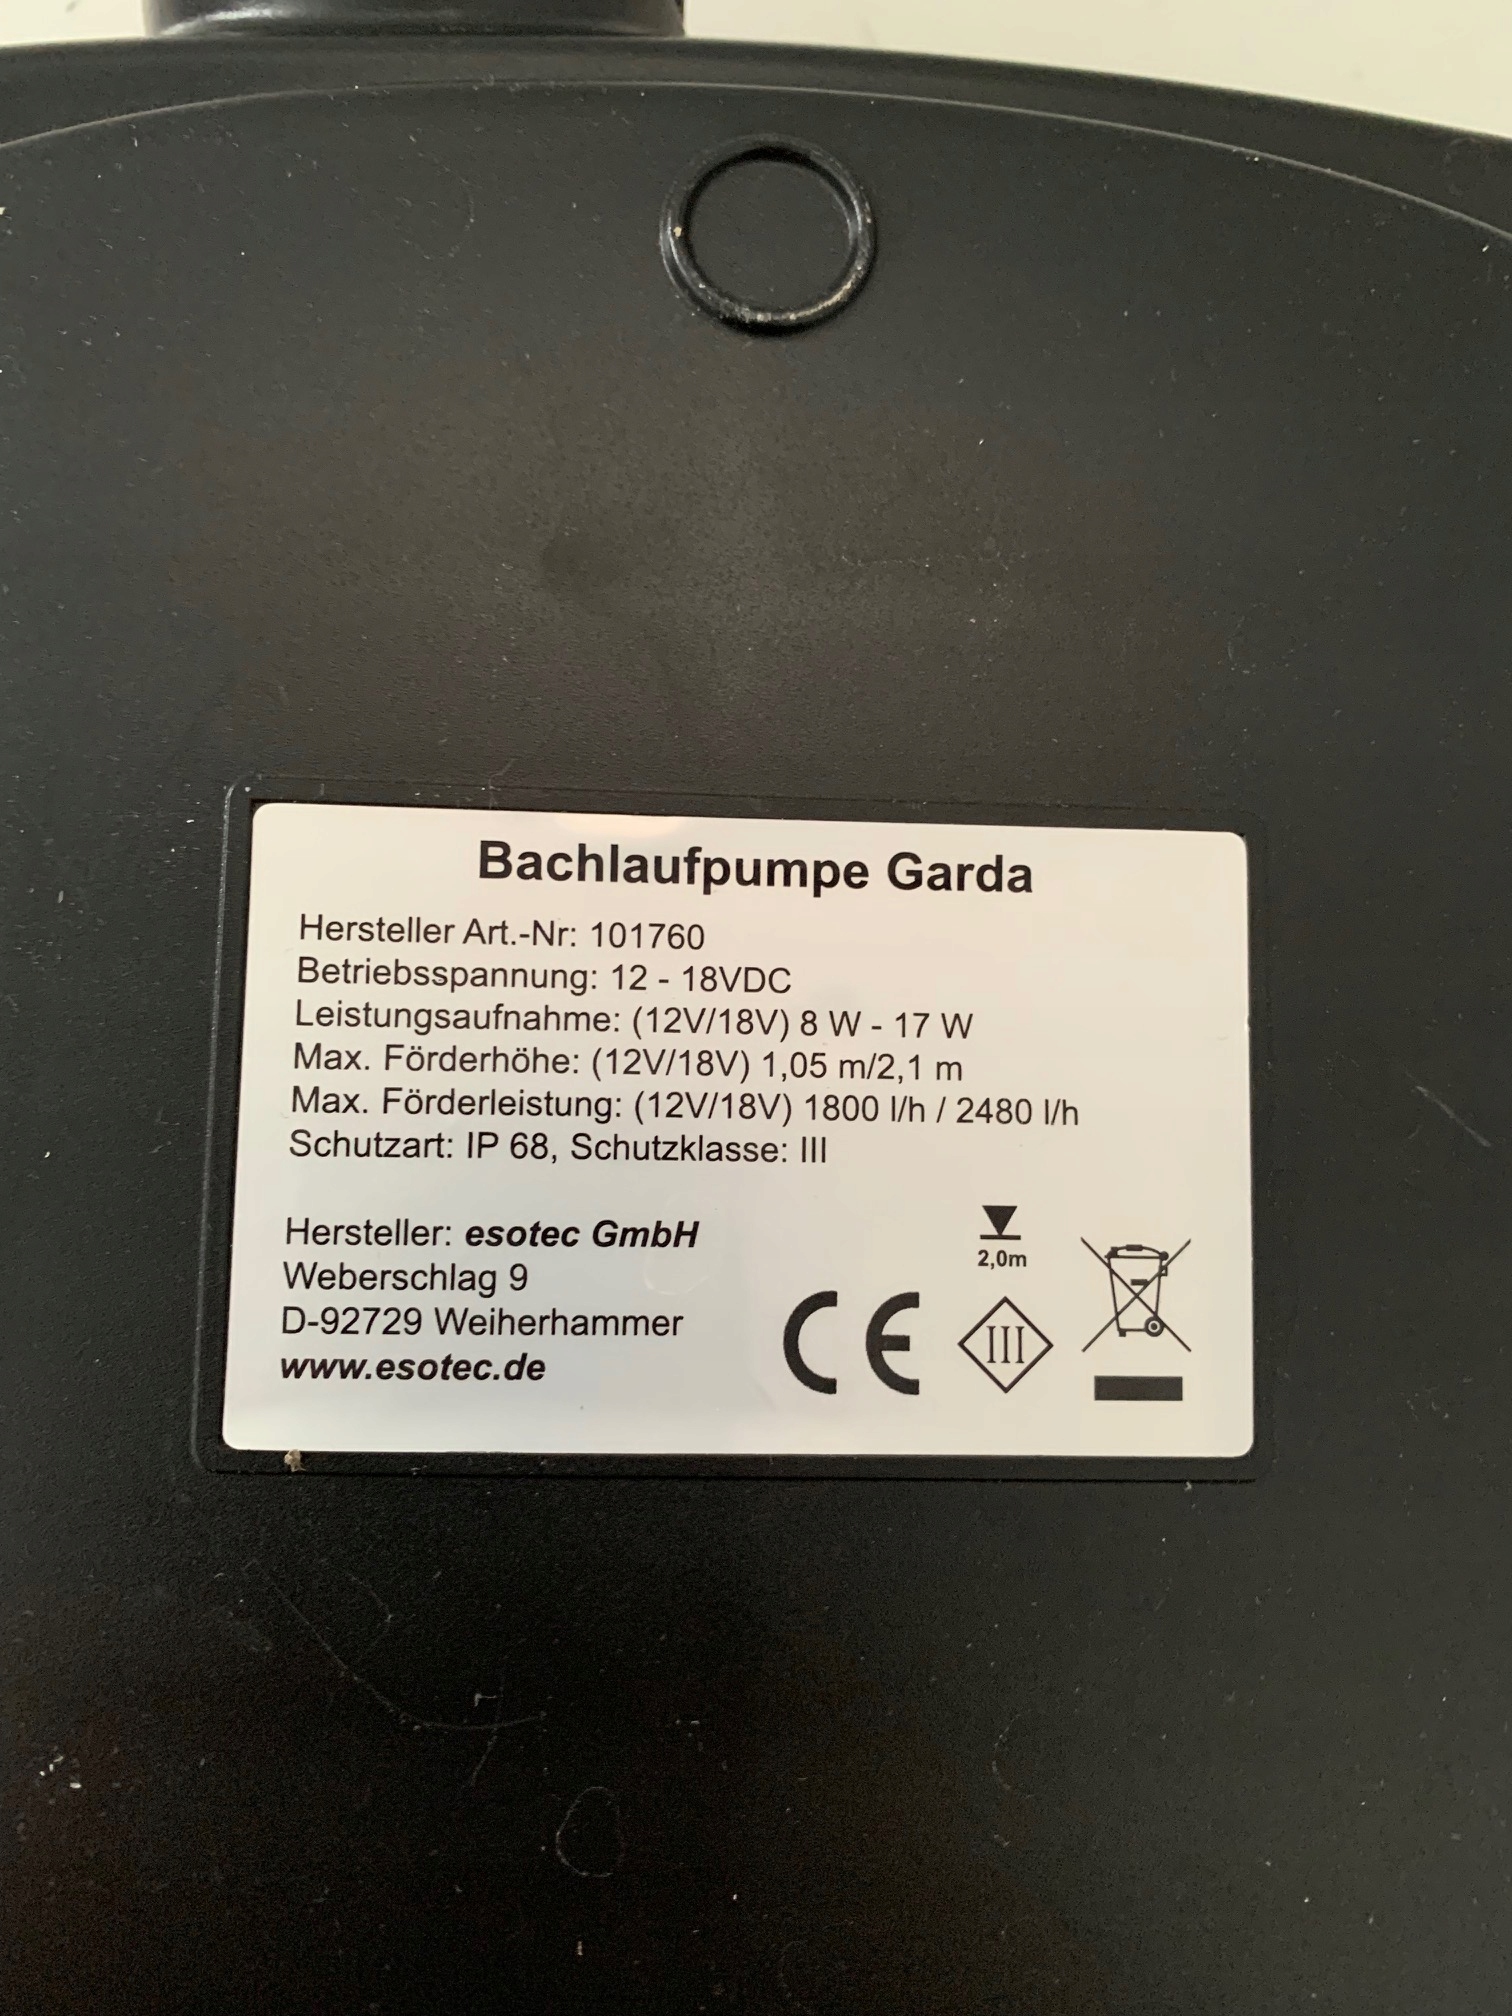 Bachlaufpumpe Garda
Hersteller Art.-Nr: 101760
Betriebsspannung: 12 - 18VDC
Leistungsaufnahme: (12V/18V) 8 W - 17 W
Max. Förderhöhe: (12V/18V) 1,05 m/2,1 m
Max. Förderleistung: (12V/18V) 1800 l/h / 2480 l/h
Schutzart: IP 68, Schutzklasse: III
Hersteller: esotec GmbH
Weberschlag 9
D-92729 Weiherhammer
www.esotec.de
2,0m
CE
III